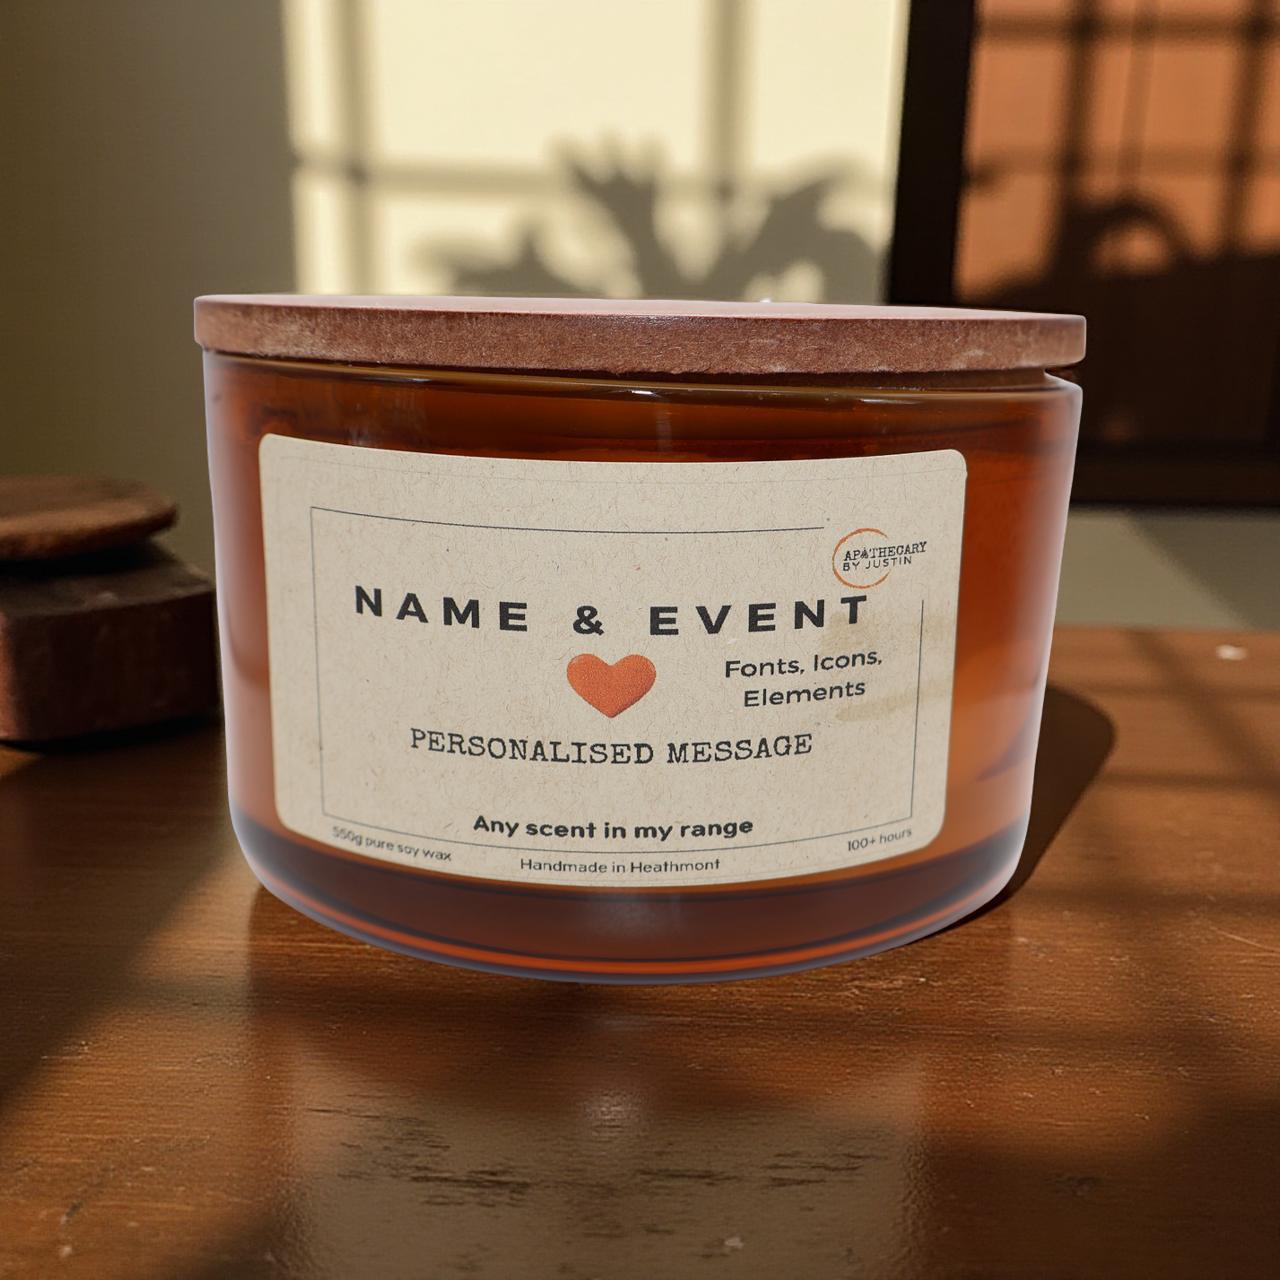 APOTHECARY
BY JUSTIN
NAME & EVENT
Fonts, Icons,
Elements
PERSONALISED MESSAGE
Any scent in my range
550g pure soy wax
Handmade in Heathmont
100+ hours